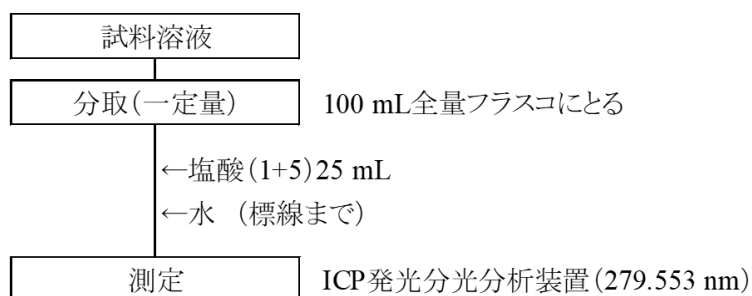 試料溶液
分取(一定量) 100 mL全量フラスコにとる
←塩酸(1+5)25 mL
←水 (標線まで)
測定 ICP発光分光分析装置(279.553 nm)